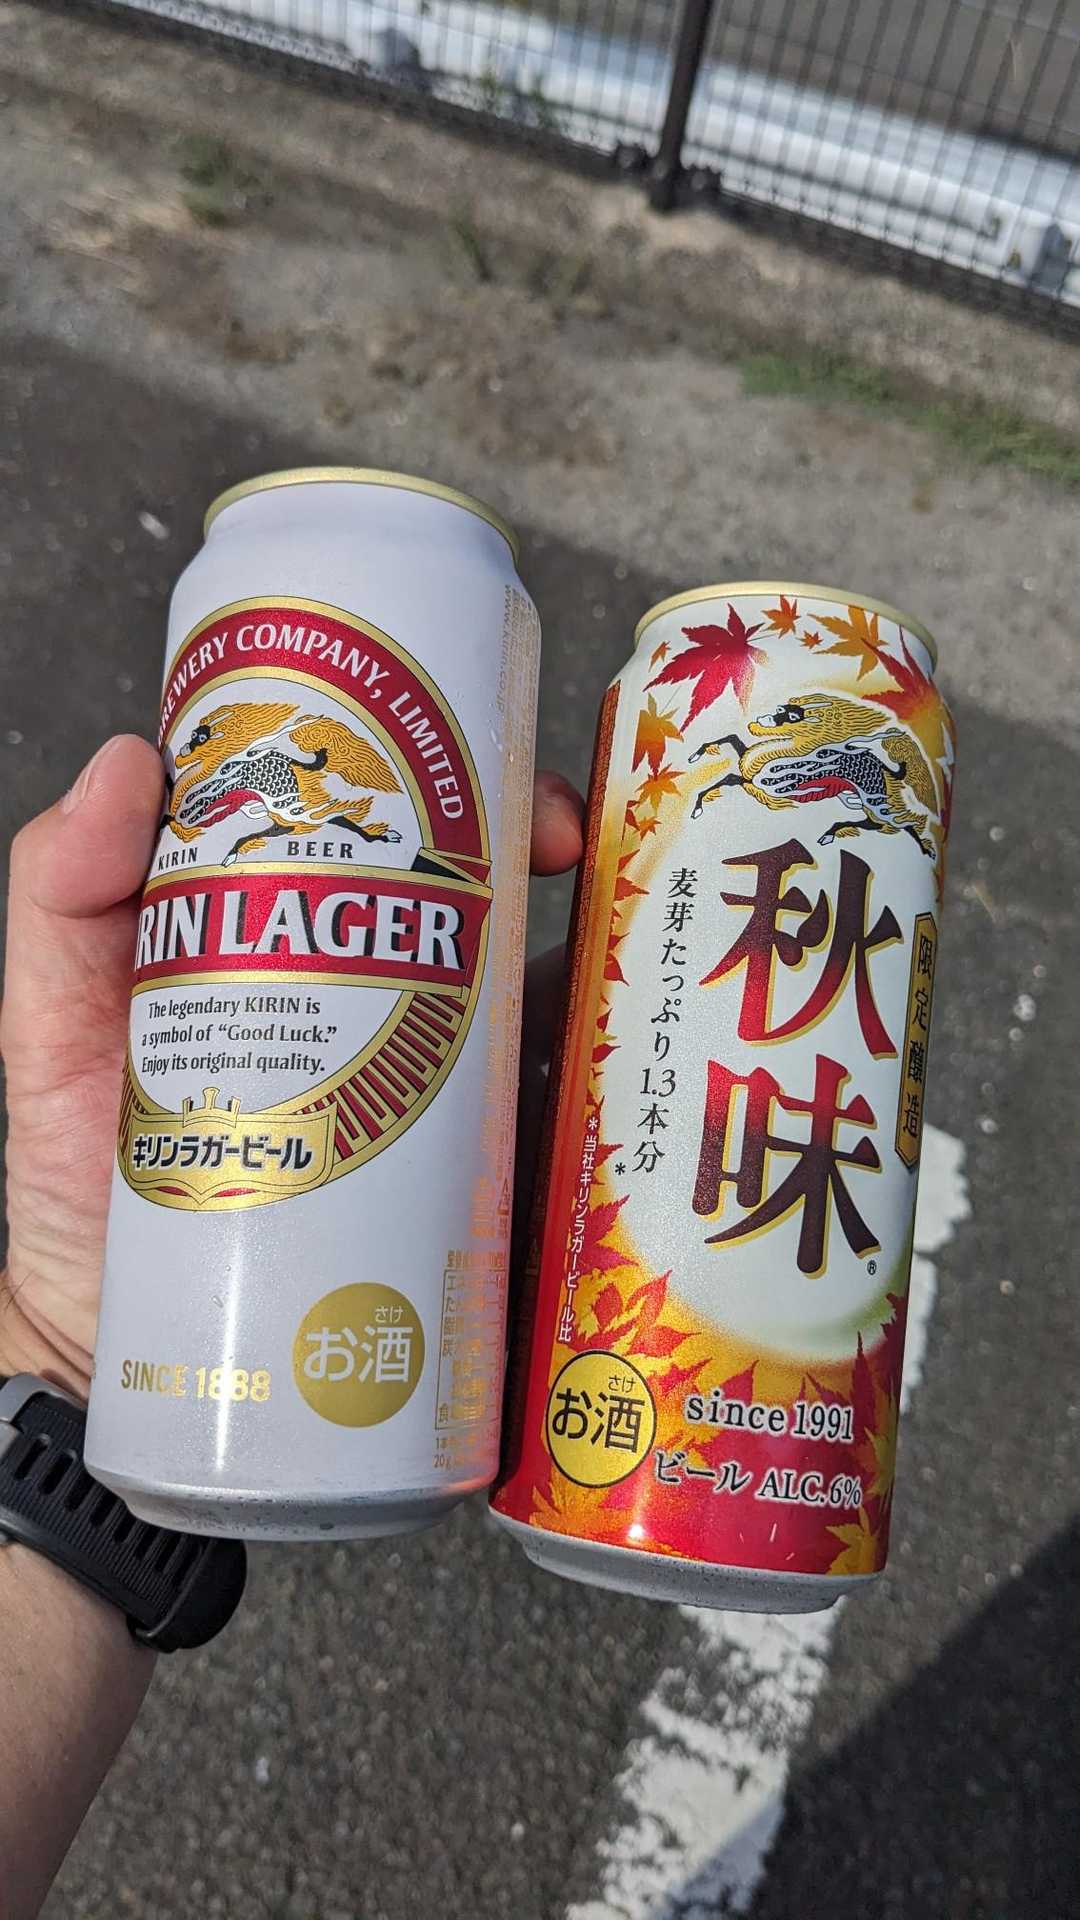 BREWERY COMPANY, LIMITED
KIRIN BEER
RIN LAGER
The legendary KIRIN is
a symbol of “Good Luck.”
Enjoy its original quality.
キリンラガービール
さけ
お酒
SINCE 1888
秋味
限定醸造
麦芽たっぷり1.3本分*
*当社キリンラガービール比
さけ
お酒
since 1991
ビール ALC.6%